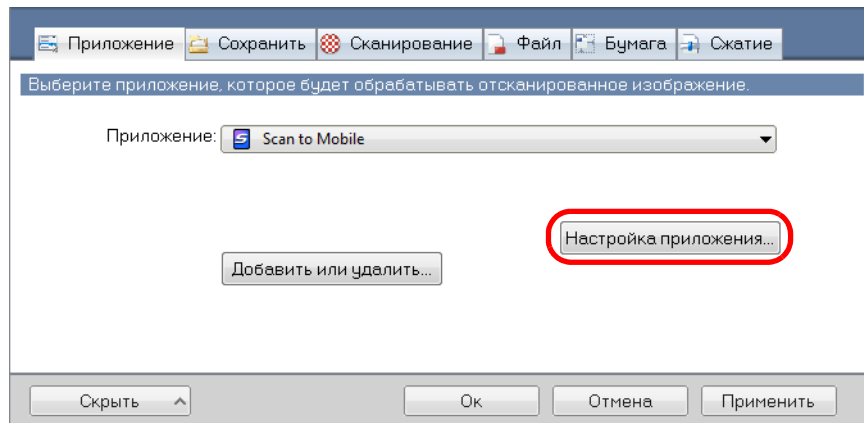 Приложение Сохранить Сканирование Файл Бумага Сжатие
Выберите приложение, которое будет обрабатывать отсканированное изображение.
Приложение: Scan to Mobile
Настройка приложения...
Добавить или удалить...
Скрыть Ок Отмена Применить